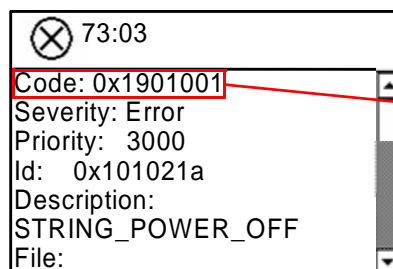 73:03
Code: 0x1901001
Severity: Error
Priority: 3000
Id: 0x101021a
Description:
STRING_POWER_OFF
File: